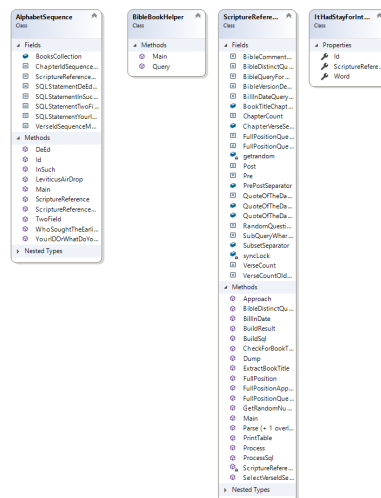 AlphabetSequence
Class
Fields
BooksCollection
ChapterIdSequence...
ScriptureReference...
SQLStatementDeEd...
SQLStatementInSuc...
SQLStatementTwoFi...
SQLStatementYourI...
VerseIdSequenceM...
Methods
DeEd
Id
InSuch
LeviticusAirDrop
Main
ScriptureReference
ScriptureReference...
TwoField
WhoSoughtTheEarli...
YourIDOrWhatDoYo...
Nested Types
BibleBookHelper
Class
Methods
Main
Query
ScriptureRefere...
Class
Fields
BibleComment...
BibleDistinctQu...
BibleQueryFor...
BibleVersionDe...
BillInDateQuery...
BookTitleChapt...
ChapterCount
ChapterVerseSe...
FullPositionQue...
FullPositionQue...
getrandom
Post
Pre
PrePostSeparator
QuoteOfTheDa...
QuoteOfTheDa...
QuoteOfTheDa...
RandomQuesti...
SubQueryWher...
SubsetSeparator
syncLock
VerseCount
VerseCountOld...
Methods
Approach
BibleDistinctQu...
BillInDate
BuildResult
BuildSql
CheckForBookT...
Dump
ExtractBookTitle
FullPosition
FullPositionApp...
FullPositionQue...
GetRandomNu...
Main
Parse (+ 1 overl...
PrintTable
Process
ProcessSql
ScriptureRefere...
SelectVerseIdSe...
Nested Types
ItHadStayForInt...
Class
Properties
Id
ScriptureRefere...
Word